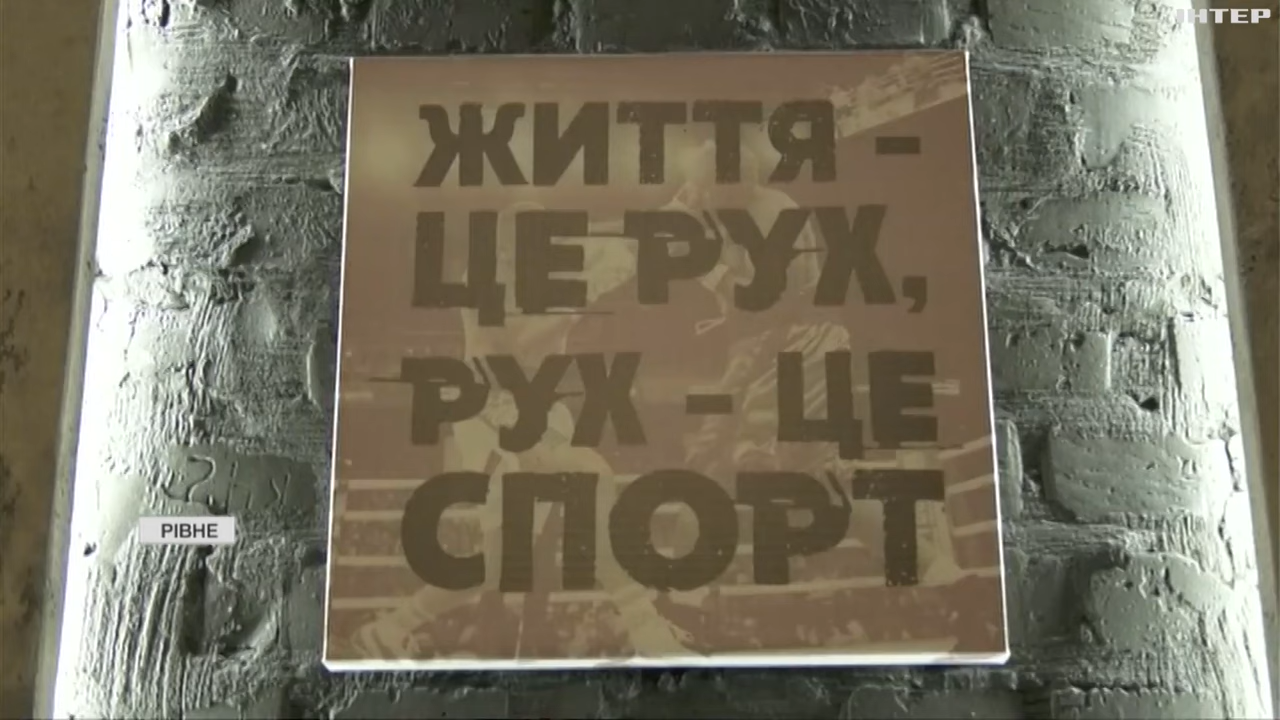 ІНТЕР
ЖИТТЯ -
ЦЕ РУХ,
РУХ - ЦЕ
СПОРТ
РІВНЕ